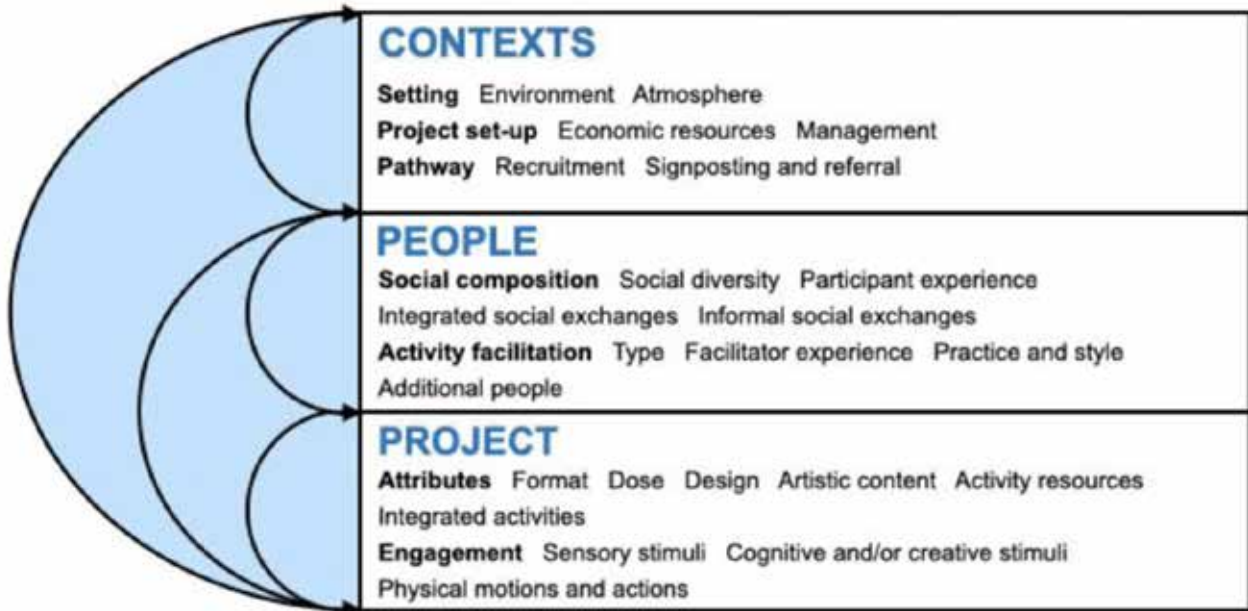 CONTEXTS
Setting Environment Atmosphere
Project set-up Economic resources Management
Pathway Recruitment Signposting and referral
PEOPLE
Social composition Social diversity Participant experience
Integrated social exchanges Informal social exchanges
Activity facilitation Type Facilitator experience Practice and style
Additional people
PROJECT
Attributes Format Dose Design Artistic content Activity resources
Integrated activities
Engagement Sensory stimuli Cognitive and/or creative stimuli
Physical motions and actions